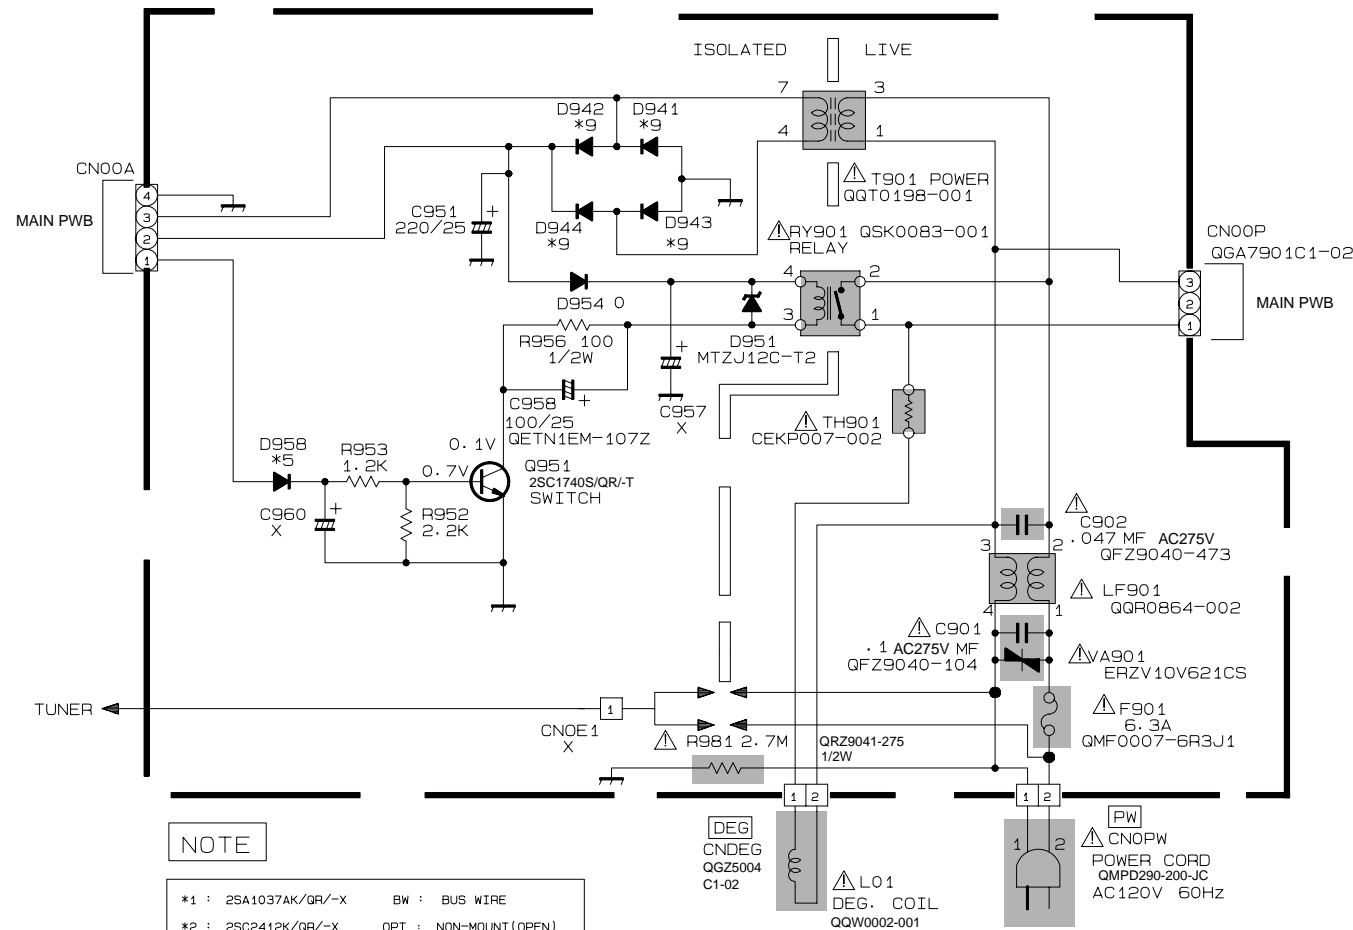 ISOLATED LIVE
7 3
4 1
D942
*9
D941
*9
CN00A
MAIN PWB
4
3
2
1
C951
220/25
+
D944
*9
D943
*9
T901 POWER
QQT0198-001
RY901 QSK0083-001
RELAY
CN00P
QGA7901C1-02
3
2
1
MAIN PWB
4 2
3 1
D954 0
R956 100
1/2W
D951
MTZJ12C-T2
+
C957
X
C958 +
100/25
QETN1EM-107Z
TH901
CEKP007-002
D958
*5
R953
1.2K
0.1V
0.7V
Q951
2SC1740S/QR/-T
SWITCH
C960
X
+
R952
2.2K
C902
.047 MF AC275V
QFZ9040-473
3 2
LF901
QQR0864-002
4 1
C901
.1 AC275V MF
QFZ9040-104
VA901
ERZV10V621CS
TUNER
1
CN0E1
X
F901
6.3A
QMF0007-6R3J1
R981 2.7M
QRZ9041-275
1/2W
1 2
1 2
DEG
CNDEG
QGZ5004
C1-02
L01
DEG. COIL
QQW0002-001
PW
CN0PW
1 2
POWER CORD
QMPD290-200-JC
AC120V 60Hz
NOTE
*1 : 2SA1037AK/QR/-X BW : BUS WIRE
*2 : 2SC2412K/QR/-X OPT : NON-MOUNT(OPEN)